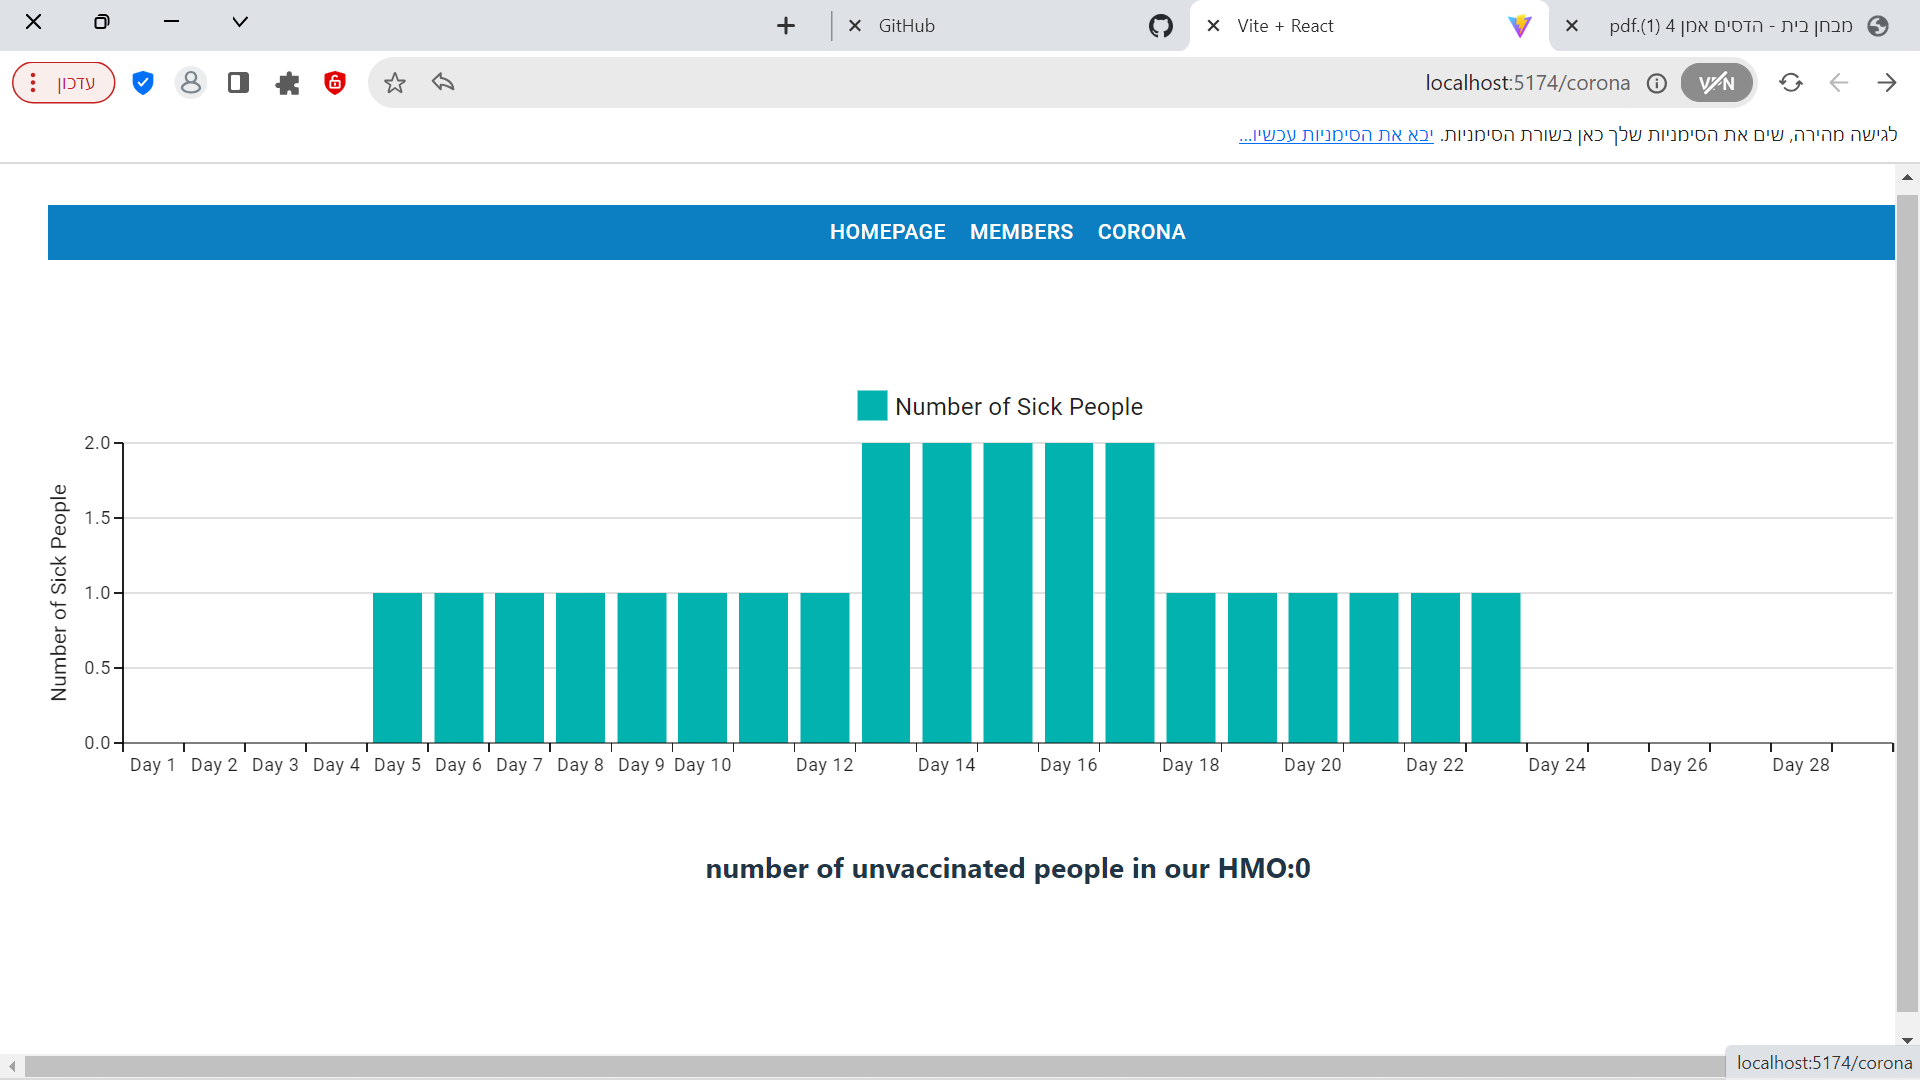 GitHub
Vite + React
מבחן בית - הדסים אמן 4 (1).pdf
עדכון
localhost:5174/corona
VPN
לגישה מהירה, שים את הסימניות שלך כאן בשורת הסימניות. יבא את הסימניות עכשיו...
HOMEPAGE MEMBERS CORONA
Number of Sick People
Number of Sick People
2.0
1.5
1.0
0.5
0.0
Day 1 Day 2 Day 3 Day 4 Day 5 Day 6 Day 7 Day 8 Day 9 Day 10 Day 12 Day 14 Day 16 Day 18 Day 20 Day 22 Day 24 Day 26 Day 28
number of unvaccinated people in our HMO:0
localhost:5174/corona